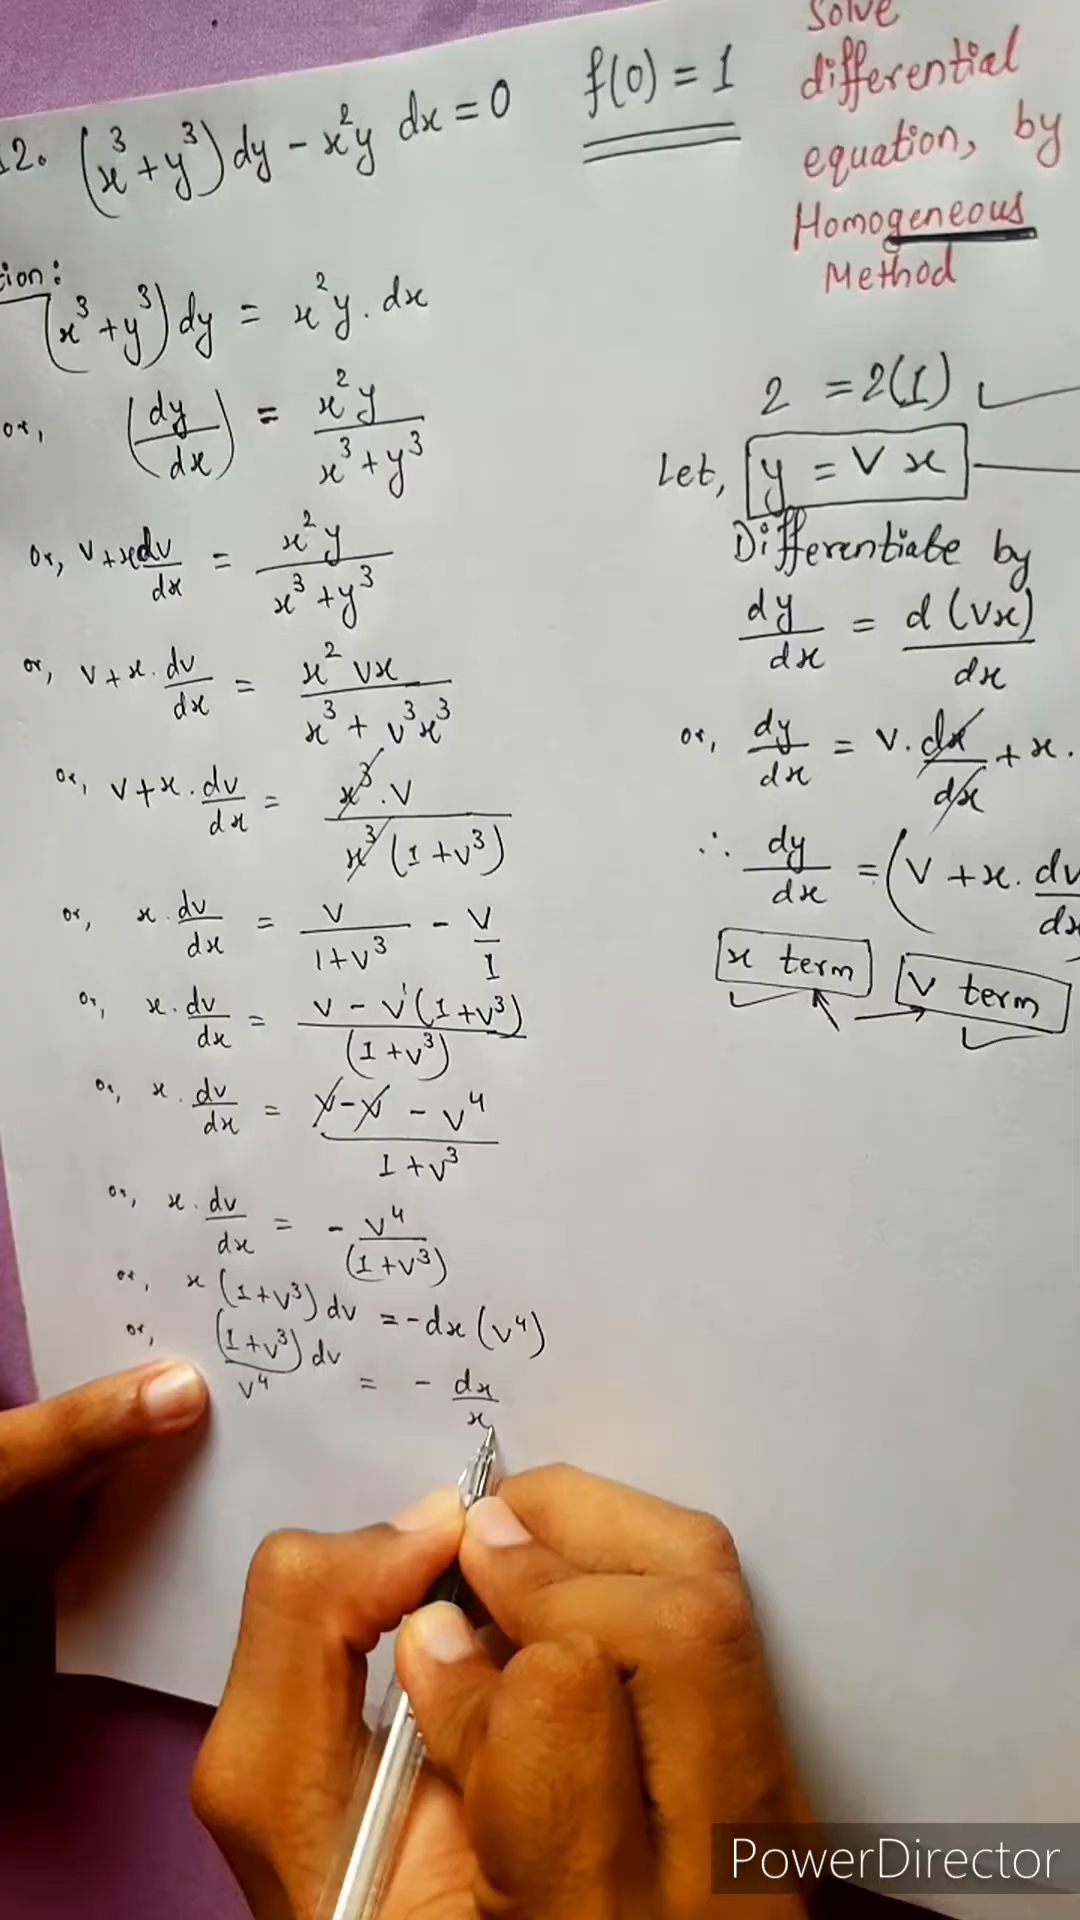 12. (x³+y³)dy - x²y dx = 0 f(0) = 1
Solve
differential
equation, by
Homogeneous
Method
tion:
(x³+y³)dy = x²y.dx
or, (dy/dx) = x²y/x³+y³
or, v+xdv/dx = x²y/x³+y³
or, v+x.dv/dx = x² vx/x³+v³x³
or, v+x.dv/dx = x³.v/x³(1+v³)
or, x.dv/dx = v/1+v³ - v/1
or, x.dv/dx = v-v(1+v³)/(1+v³)
or, x.dv/dx = v-v-v⁴/1+v³
or, x.dv/dx = -v⁴/(1+v³)
or, x(1+v³)dv = -dx(v⁴)
or, (1+v³)dv/v⁴ = -dx/x
2 = 2(1)
Let, y = vx
Differentiate by
dy/dx = d(vx)/dx
or, dy/dx = v.dx/dx + x.
∴ dy/dx = (v+x.dv/dx
x term
v term
PowerDirector